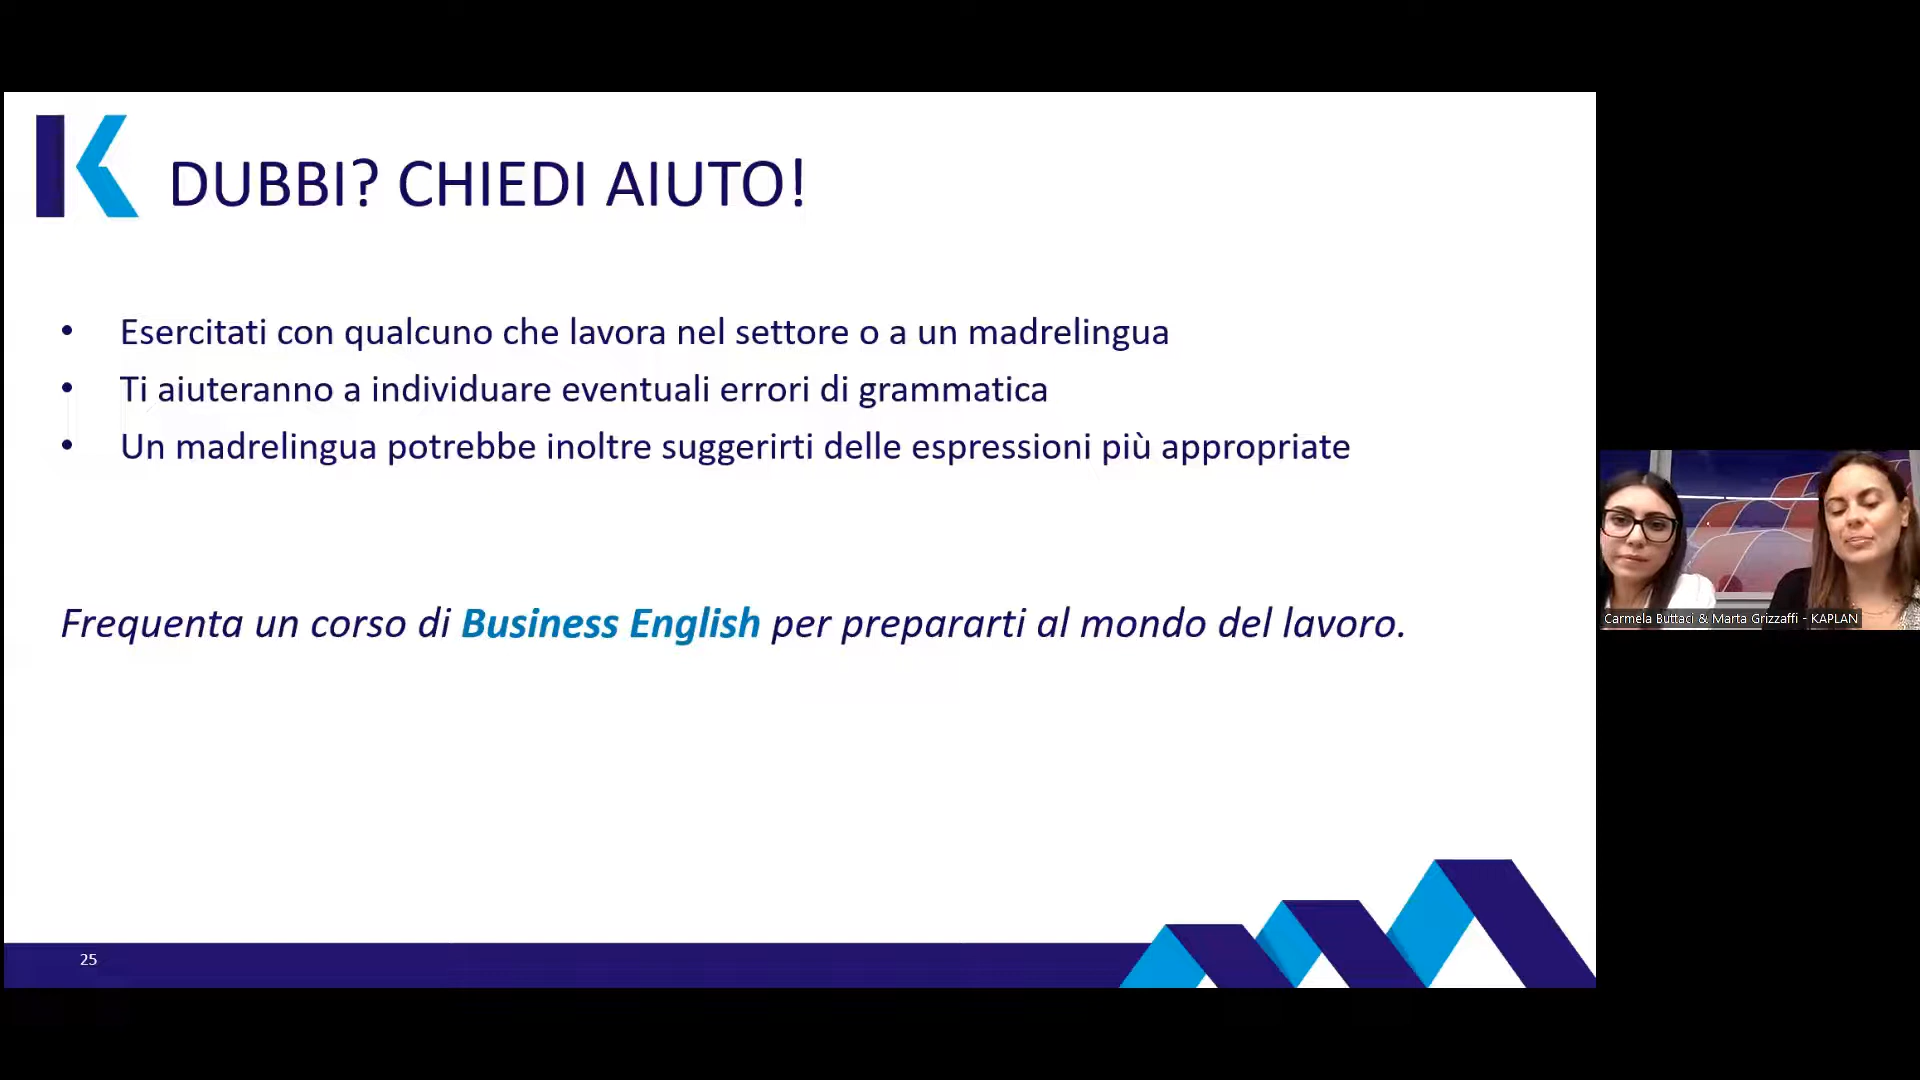 DUBBI? CHIEDI AIUTO!
• Esercitati con qualcuno che lavora nel settore o a un madrelingua
• Ti aiuteranno a individuare eventuali errori di grammatica
• Un madrelingua potrebbe inoltre suggerirti delle espressioni più appropriate
Frequenta un corso di Business English per prepararti al mondo del lavoro.
Carmela Buttaci & Marta Grizzaffi - KAPLAN
25